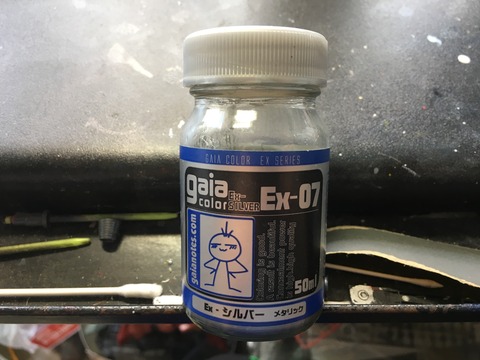 GAIA COLOR EX SERIES
gaia
color
Ex-
SILVER
Ex-07
gaianotes.com
50ml
Ex-シルバー メタリック